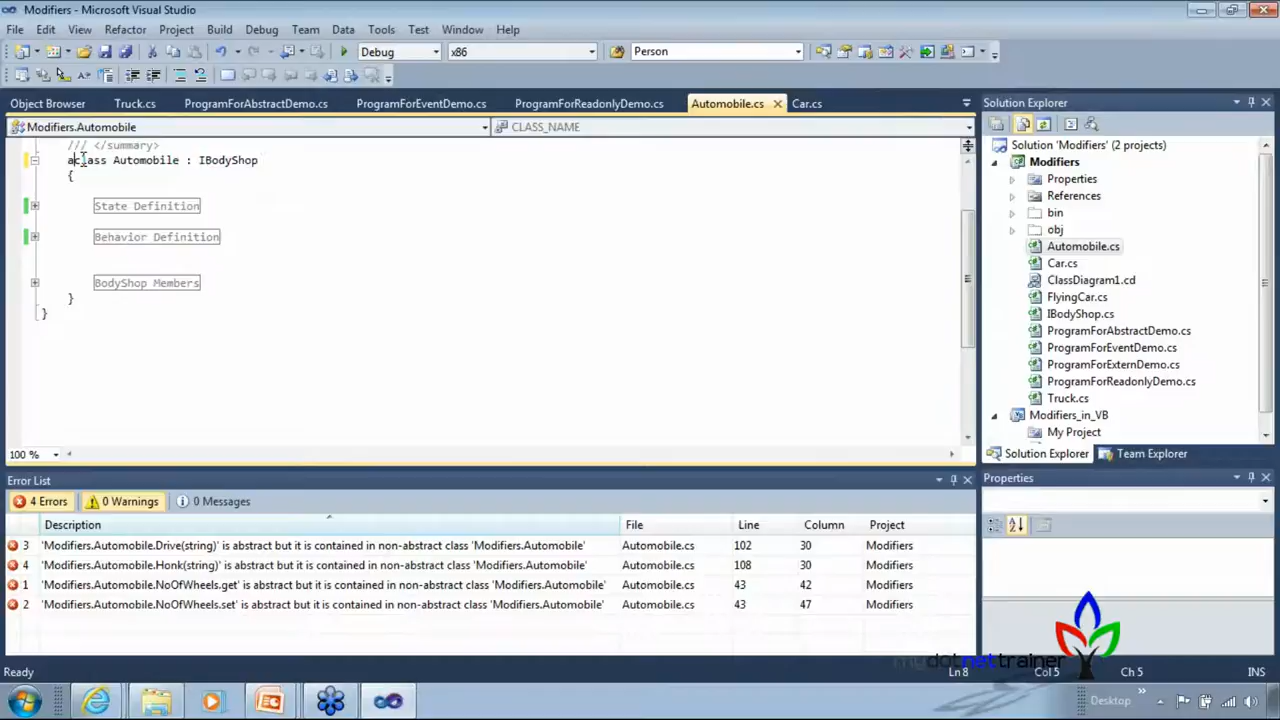 Modifiers - Microsoft Visual Studio
File Edit View Refactor Project Build Debug Team Data Tools Test Window Help
Debug x86 Person
Object Browser Truck.cs ProgramForAbstractDemo.cs ProgramForEventDemo.cs ProgramForReadonlyDemo.cs Automobile.cs Car.cs
Modifiers.Automobile CLASS_NAME
/// </summary>
aclass Automobile : IBodyShop
{
State Definition
Behavior Definition
BodyShop Members
}
}
100 %
Solution Explorer
Solution 'Modifiers' (2 projects)
Modifiers
Properties
References
bin
obj
Automobile.cs
Car.cs
ClassDiagram1.cd
FlyingCar.cs
IBodyShop.cs
ProgramForAbstractDemo.cs
ProgramForEventDemo.cs
ProgramForExternDemo.cs
ProgramForReadonlyDemo.cs
Truck.cs
Modifiers_in_VB
My Project
Solution Explorer Team Explorer
Error List
4 Errors 0 Warnings 0 Messages
Description File Line Column Project
3 'Modifiers.Automobile.Drive(string)' is abstract but it is contained in non-abstract class 'Modifiers.Automobile' Automobile.cs 102 30 Modifiers
4 'Modifiers.Automobile.Honk(string)' is abstract but it is contained in non-abstract class 'Modifiers.Automobile' Automobile.cs 108 30 Modifiers
1 'Modifiers.Automobile.NoOfWheels.get' is abstract but it is contained in non-abstract class 'Modifiers.Automobile' Automobile.cs 43 42 Modifiers
2 'Modifiers.Automobile.NoOfWheels.set' is abstract but it is contained in non-abstract class 'Modifiers.Automobile' Automobile.cs 43 47 Modifiers
Properties
mydotnettrainer
Ready Ln 8 Col 5 Ch 5 INS
Desktop